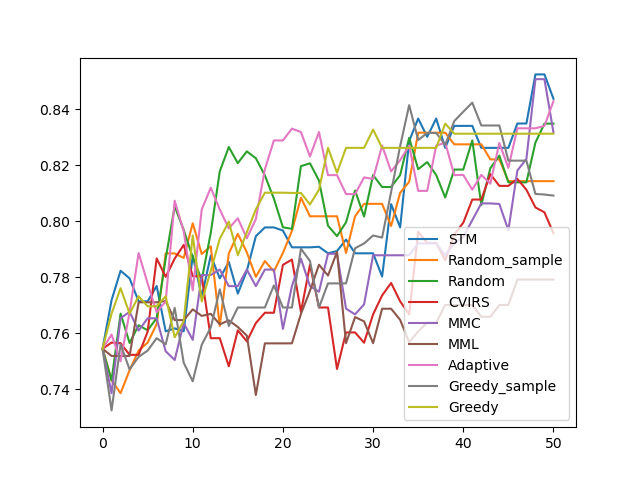 0.84
0.82
0.80
0.78
0.76
0.74
0
10
20
30
40
50
STM
Random_sample
Random
CVIRS
MMC
MML
Adaptive
Greedy_sample
Greedy